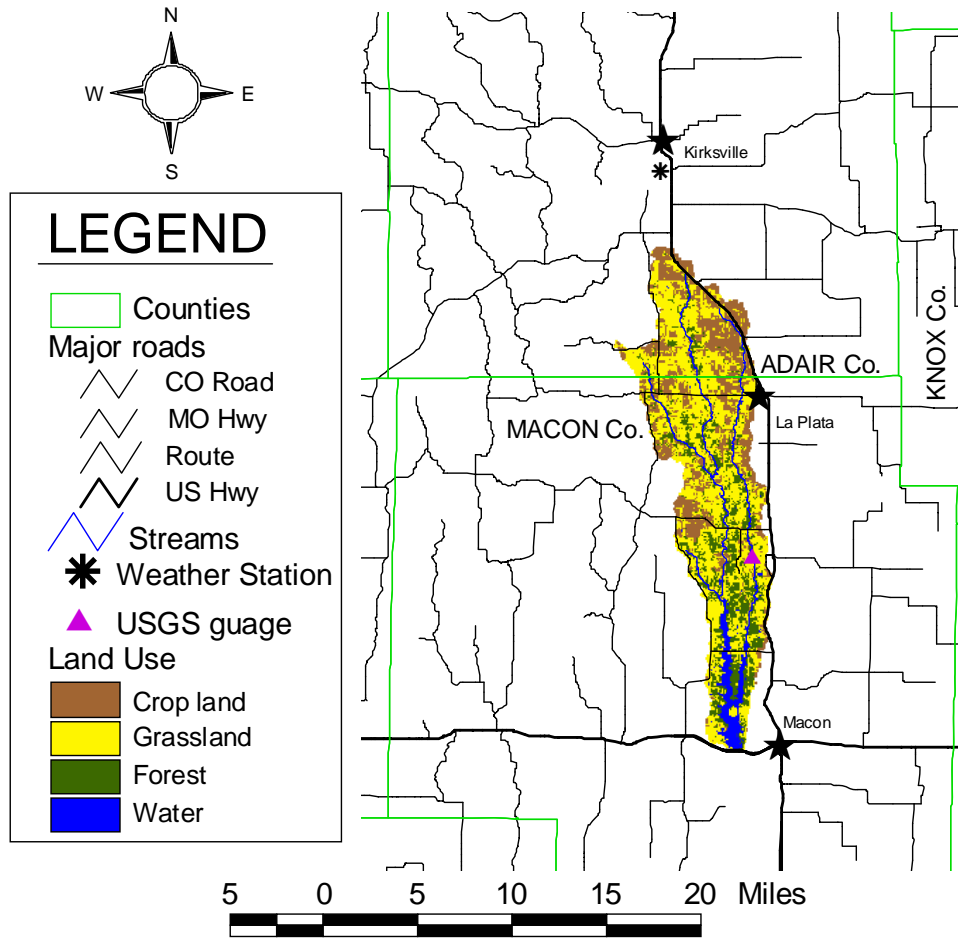 N
W
E
S
LEGEND
Counties
Major roads
CO Road
MO Hwy
Route
US Hwy
Streams
Weather Station
USGS guage
Land Use
Crop land
Grassland
Forest
Water
Kirksville
KNOX Co.
ADAIR Co.
La Plata
MACON Co.
Macon
5 0 5 10 15 20 Miles